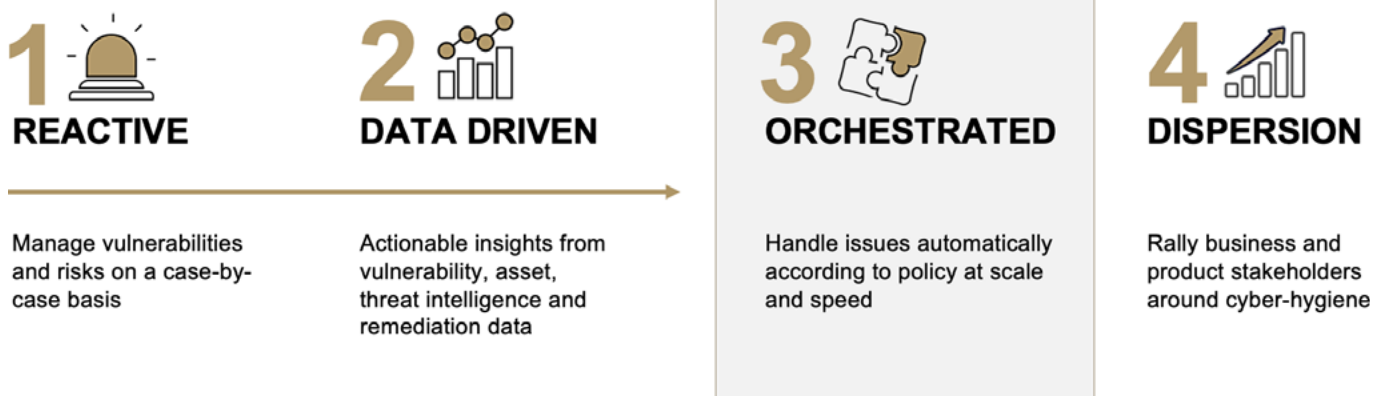 1
REACTIVE
Manage vulnerabilities
and risks on a case-by-
case basis
2
DATA DRIVEN
Actionable insights from
vulnerability, asset,
threat intelligence and
remediation data
3
ORCHESTRATED
Handle issues automatically
according to policy at scale
and speed
4
DISPERSION
Rally business and
product stakeholders
around cyber-hygiene